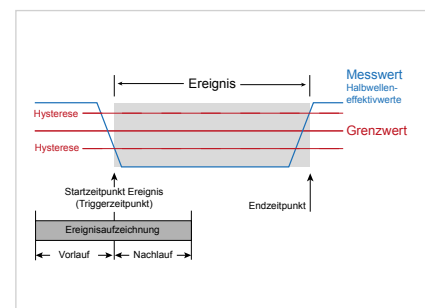 Ereignis
Messwert
Halbwellen-
effektivwerte
Hysterese
Grenzwert
Hysterese
Startzeitpunkt Ereignis
(Triggerzeitpunkt)
Endzeitpunkt
Ereignisaufzeichnung
Vorlauf
Nachlauf